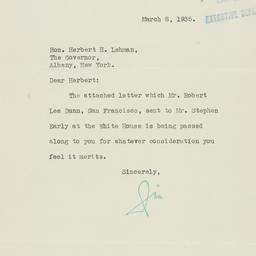 March 8, 1935.
EXECUTIVE
Hon. Herbert H. Lehman,
The Governor,
Albany, New York.
Dear Herbert:
The attached letter which Mr. Robert
Lee Dunn, San Francisco, sent to Mr. Stephen
Early at the White House is being passed
along to you for whatever consideration you
feel it merits.
Sincerely,
Jim